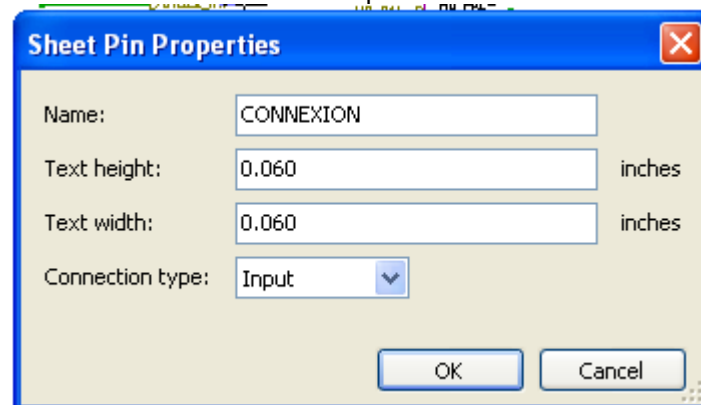 Sheet Pin Properties
Name: CONNEXION
Text height: 0.060 inches
Text width: 0.060 inches
Connection type: Input
OK Cancel